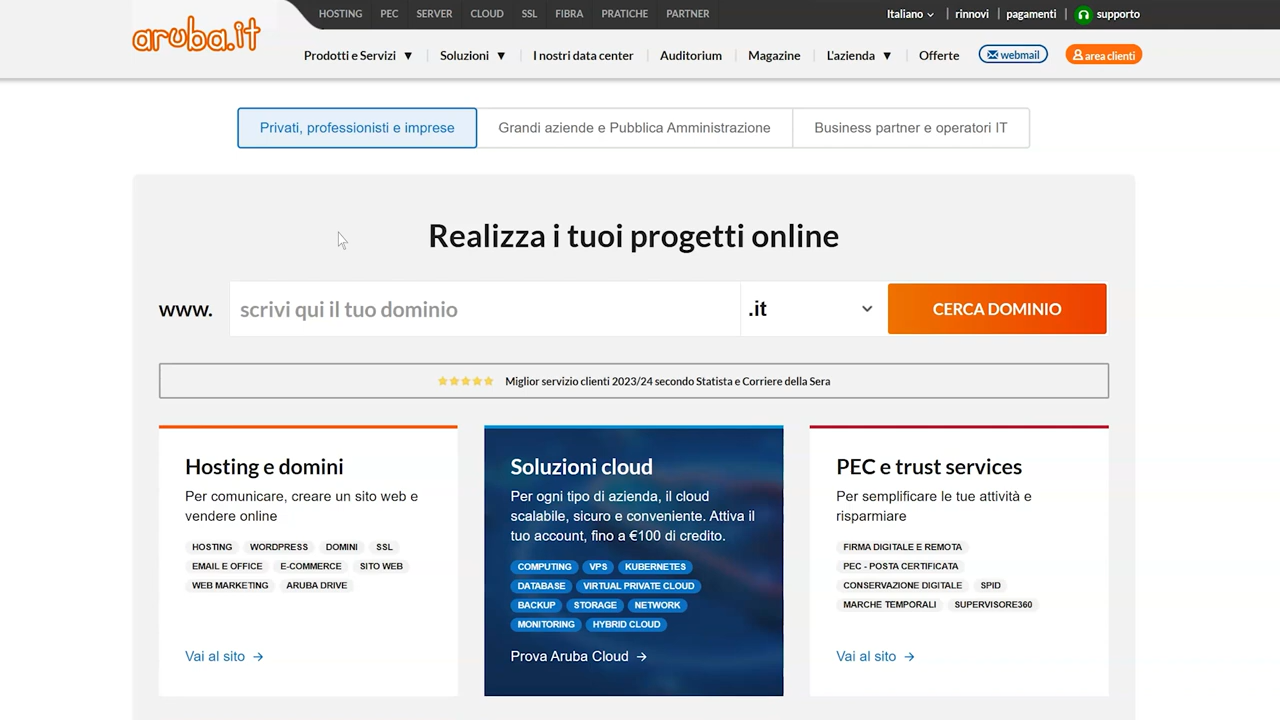 HOSTING PEC SERVER CLOUD SSL FIBRA PRATICHE PARTNER Italiano rinnovi pagamenti supporto
aruba.it
Prodotti e Servizi Soluzioni I nostri data center Auditorium Magazine L'azienda Offerte webmail area clienti
Privati, professionisti e imprese Grandi aziende e Pubblica Amministrazione Business partner e operatori IT
Realizza i tuoi progetti online
www. scrivi qui il tuo dominio .it CERCA DOMINIO
Miglior servizio clienti 2023/24 secondo Statista e Corriere della Sera
Hosting e domini
Per comunicare, creare un sito web e
vendere online
HOSTING WORDPRESS DOMINI SSL
EMAIL E OFFICE E-COMMERCE SITO WEB
WEB MARKETING ARUBA DRIVE
Vai al sito →
Soluzioni cloud
Per ogni tipo di azienda, il cloud
scalabile, sicuro e conveniente. Attiva il
tuo account, fino a €100 di credito.
COMPUTING VPS KUBERNETES
DATABASE VIRTUAL PRIVATE CLOUD
BACKUP STORAGE NETWORK
MONITORING HYBRID CLOUD
Prova Aruba Cloud →
PEC e trust services
Per semplificare le tue attività e
risparmiare
FIRMA DIGITALE E REMOTA
PEC - POSTA CERTIFICATA
CONSERVAZIONE DIGITALE SPID
MARCHE TEMPORALI SUPERVISORE360
Vai al sito →